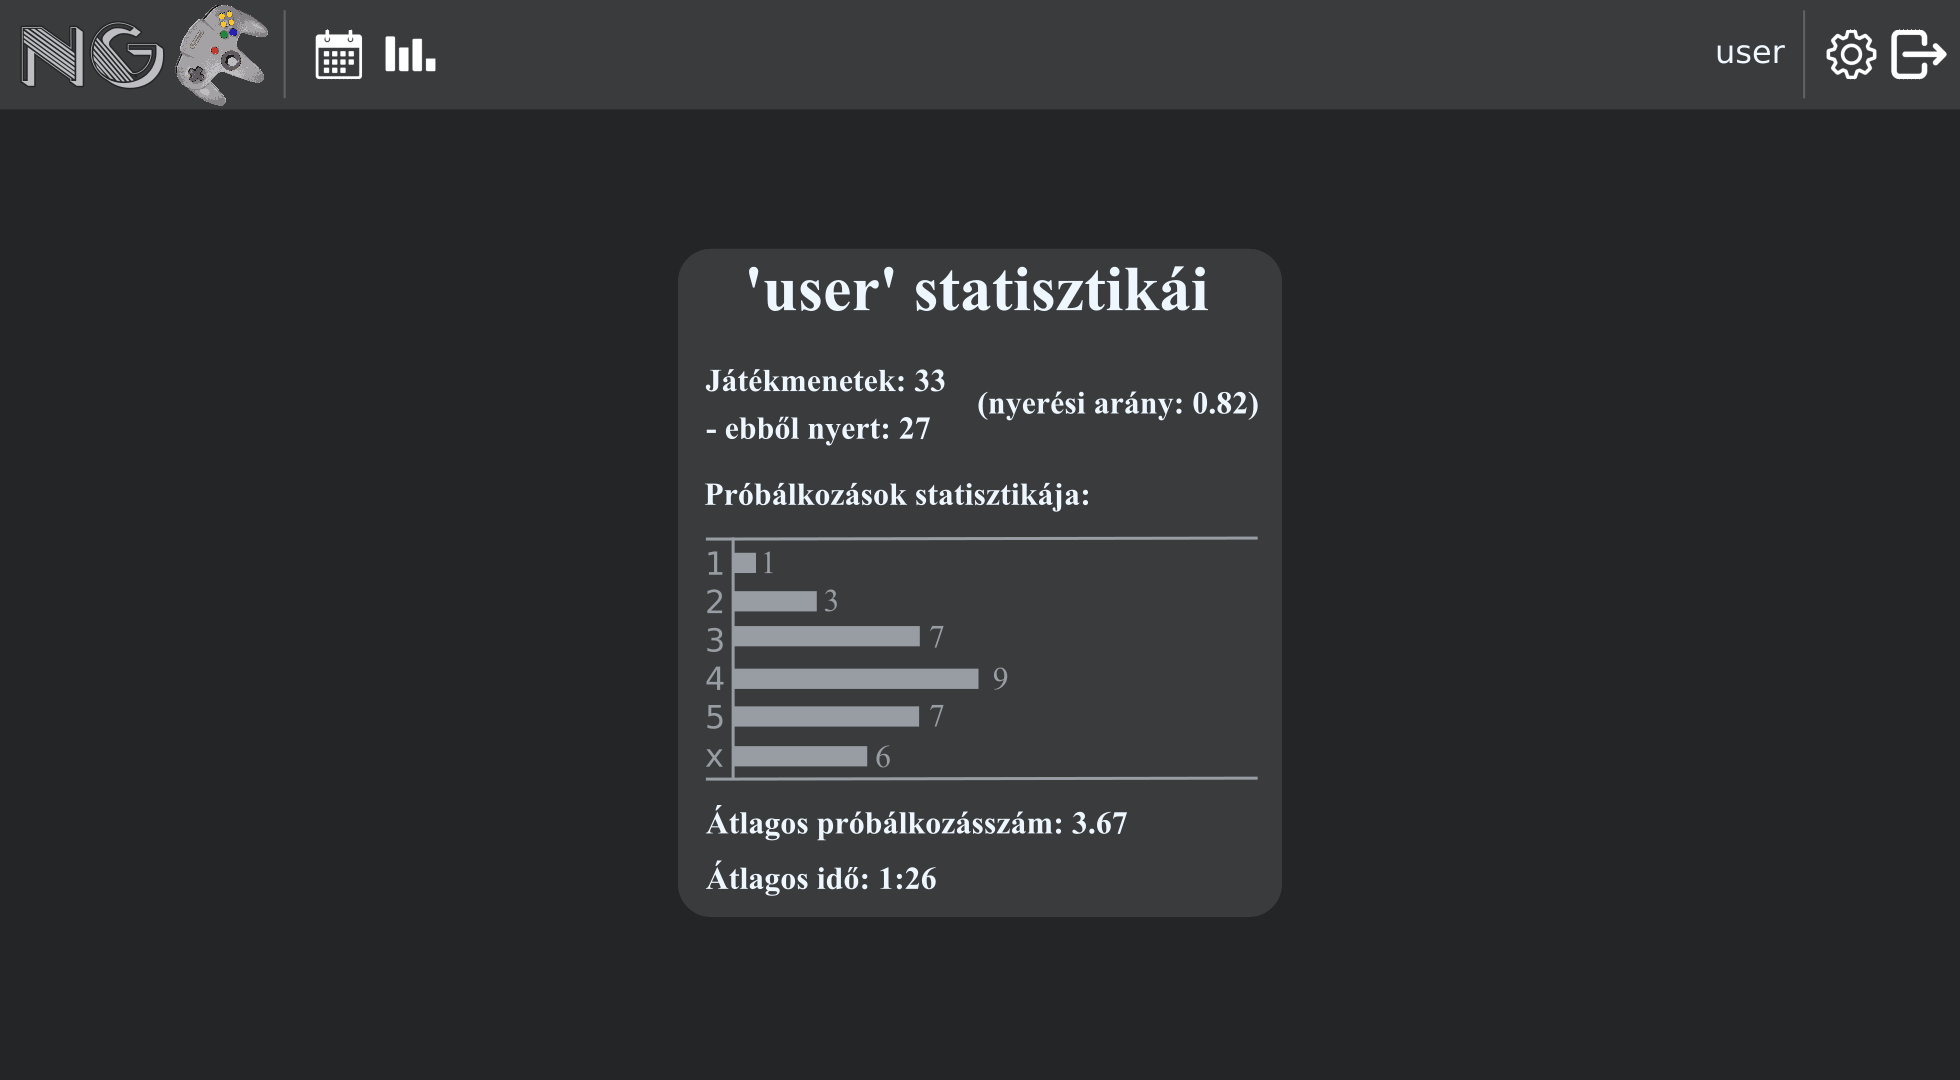 NG
user
'user' statisztikái
Játékmenetek: 33
- ebből nyert: 27
(nyerési arány: 0.82)
Próbálkozások statisztikája:
1 1
2 3
3 7
4 9
5 7
x 6
Átlagos próbálkozásszám: 3.67
Átlagos idő: 1:26